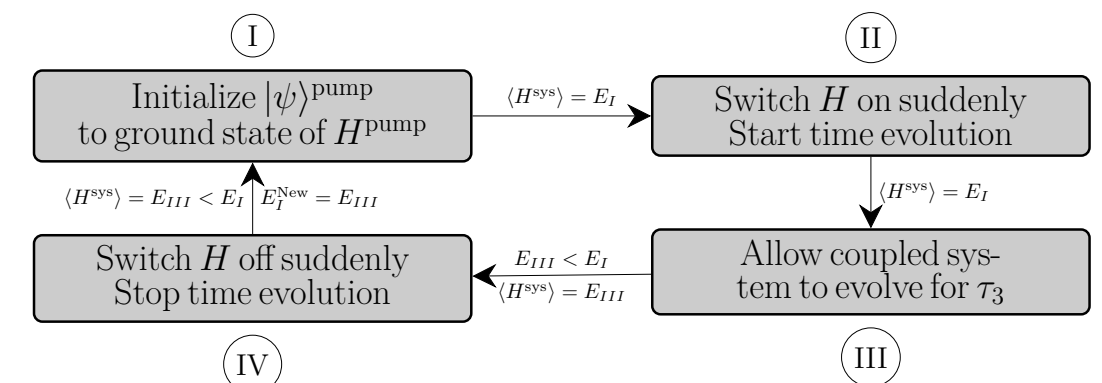 I
Initialize |ψ⟩^pump
to ground state of H^pump
⟨H^sys⟩ = E_I
II
Switch H on suddenly
Start time evolution
⟨H^sys⟩ = E_I
Allow coupled sys-
tem to evolve for τ_3
III
E_III < E_I
⟨H^sys⟩ = E_III
Switch H off suddenly
Stop time evolution
IV
⟨H^sys⟩ = E_III < E_I E_I^New = E_III